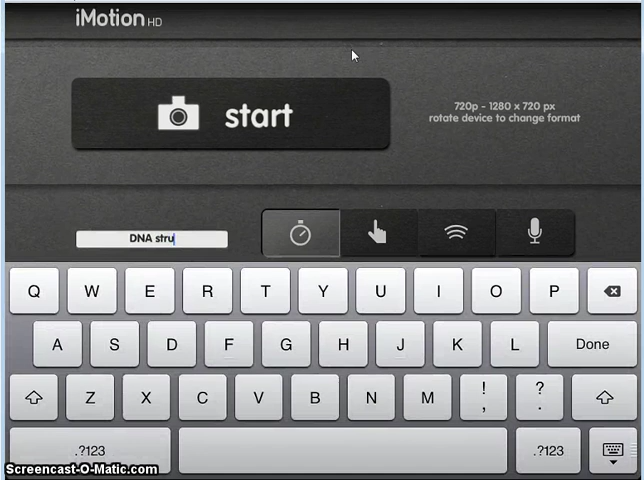 iMotion HD
start
720p - 1280 x 720 px
rotate device to change format
DNA stru
Q W E R T Y U I O P
A S D F G H J K L Done
Z X C V B N M ! , ? .
.?123 .?123
Screencast-O-Matic.com